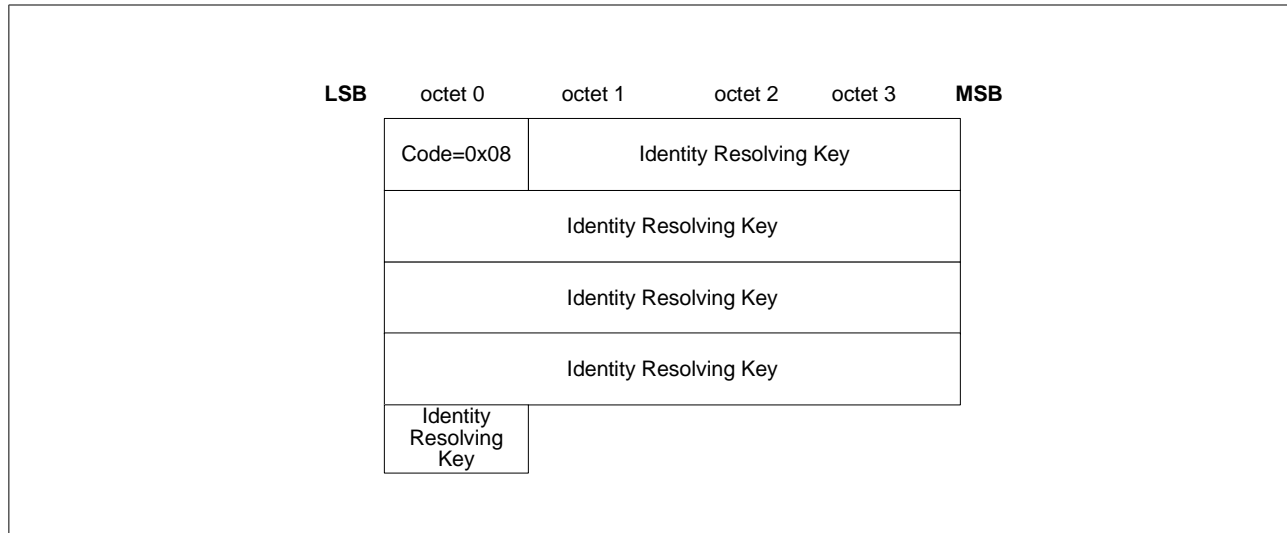 LSB octet 0 octet 1 octet 2 octet 3 MSB
Code=0x08 Identity Resolving Key
Identity Resolving Key
Identity Resolving Key
Identity Resolving Key
Identity
Resolving
Key